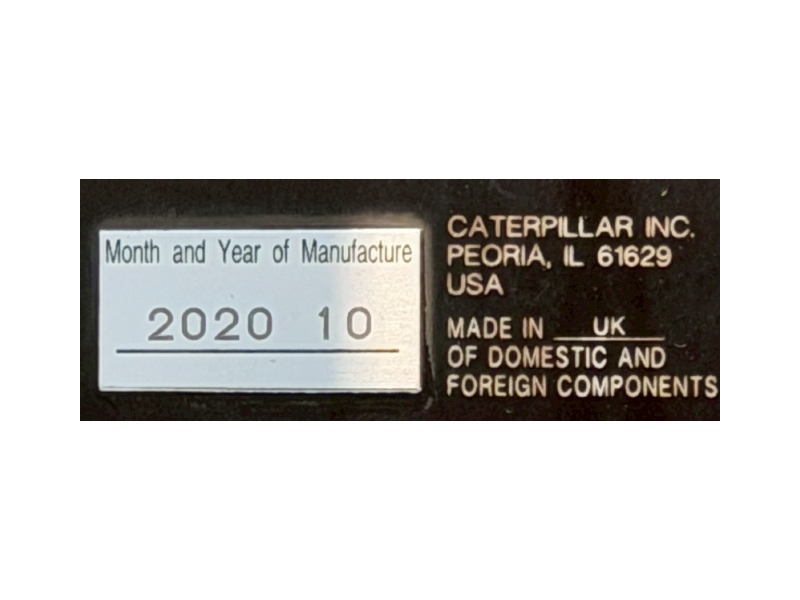 Month and Year of Manufacture
2020 10
CATERPILLAR INC.
PEORIA, IL 61629
USA
MADE IN UK
OF DOMESTIC AND
FOREIGN COMPONENTS